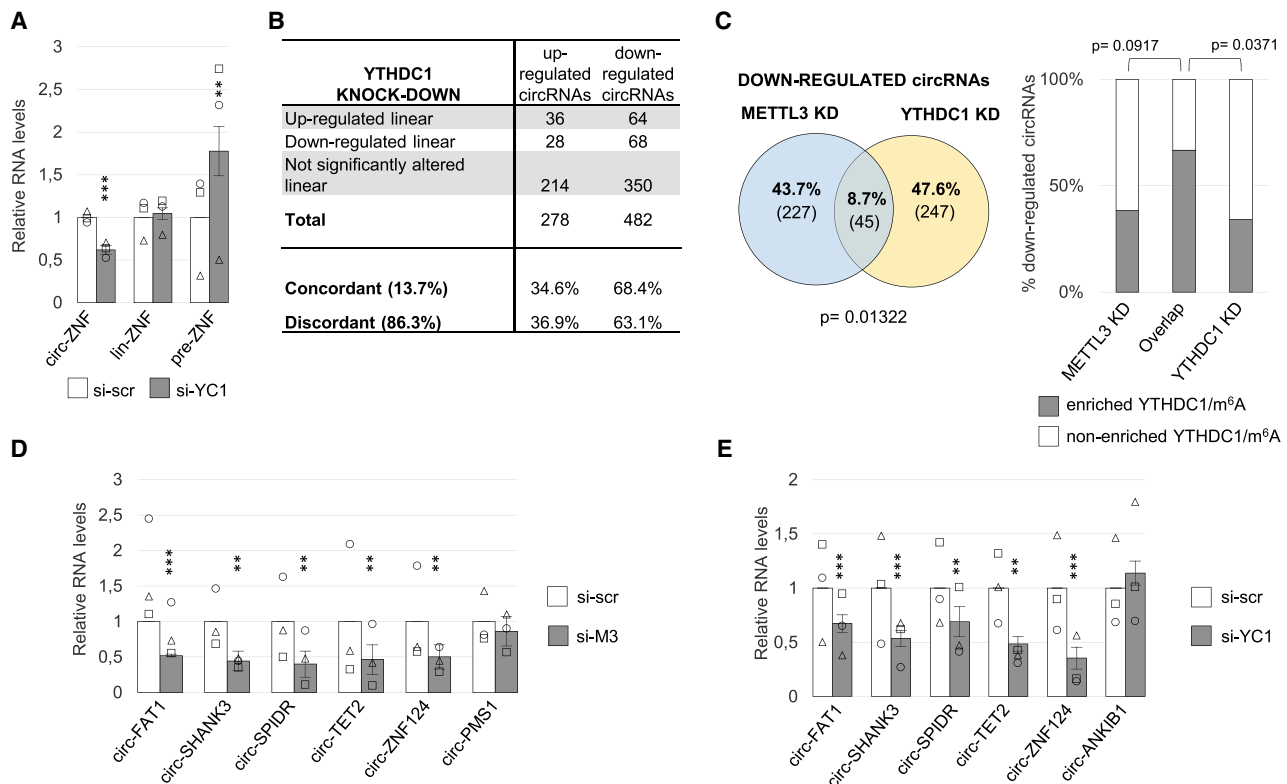 A
Relative RNA levels
3
2,5
2
1,5
1
0,5
0
***
**
circ-ZNF
lin-ZNF
pre-ZNF
si-scr
si-YC1
B
YTHDC1
KNOCK-DOWN
up-
regulated
circRNAs
down-
regulated
circRNAs
Up-regulated linear 36 64
Down-regulated linear 28 68
Not significantly altered
linear 214 350
Total 278 482
Concordant (13.7%) 34.6% 68.4%
Discordant (86.3%) 36.9% 63.1%
C
DOWN-REGULATED circRNAs
METTL3 KD YTHDC1 KD
43.7%
(227)
8.7%
(45)
47.6%
(247)
p= 0.01322
p= 0.0917 p= 0.0371
% down-regulated circRNAs
100%
50%
0%
METTL3 KD
Overlap
YTHDC1 KD
enriched YTHDC1/m⁶A
non-enriched YTHDC1/m⁶A
D
Relative RNA levels
3
2,5
2
1,5
1
0,5
0
***
**
**
**
**
circ-FAT1
circ-SHANK3
circ-SPIDR
circ-TET2
circ-ZNF124
circ-PMS1
si-scr
si-M3
E
Relative RNA levels
2
1,5
1
0,5
0
***
***
**
**
***
circ-FAT1
circ-SHANK3
circ-SPIDR
circ-TET2
circ-ZNF124
circ-ANKIB1
si-scr
si-YC1